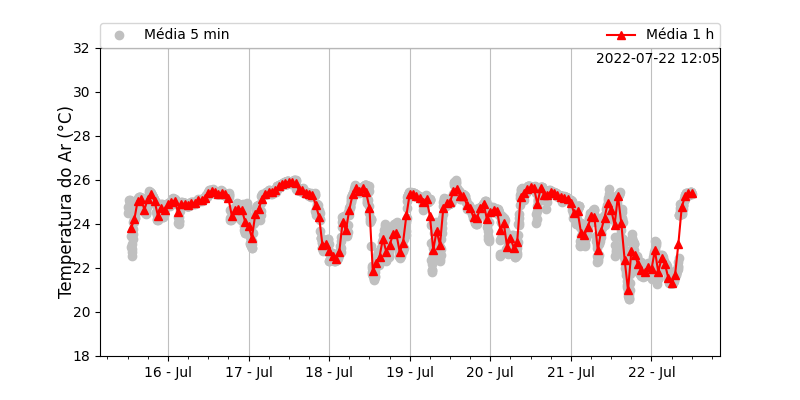 Média 5 min
Média 1 h
2022-07-22 12:05
Temperatura do Ar (°C)
32
30
28
26
24
22
20
18
16 - Jul
17 - Jul
18 - Jul
19 - Jul
20 - Jul
21 - Jul
22 - Jul